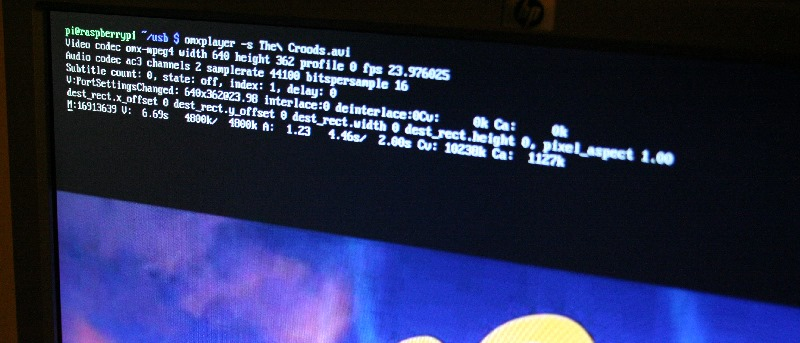 hp
pi@raspberrypi ~/usb $ omxplayer -s The\ Croods.avi
Video codec omx-mpeg4 width 640 height 362 profile 0 fps 23.976025
Audio codec ac3 channels 2 samplerate 44100 bitspersample 16
Subtitle count: 0, state: off, index: 1, delay: 0
V:PortSettingsChanged: 640x362@23.98 interlace:0 deinterlace:0Cv: 0k Ca: 0k
dest_rect.x_offset 0 dest_rect.y_offset 0 dest_rect.width 0 dest_rect.height 0, pixel_aspect 1.00
M:16913639 V: 6.69s 4800k/ 4800k A: 1.23 4.46s/ 2.00s Cv: 10238k Ca: 1127k